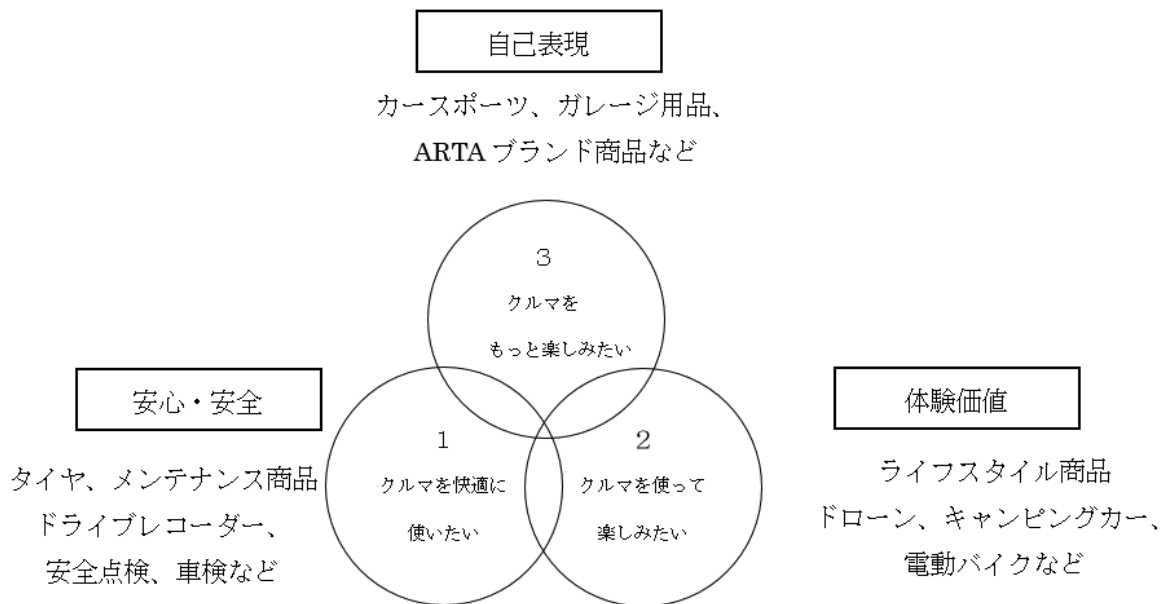 自己表現
カースポーツ、ガレージ用品、
ARTAブランド商品など
3
クルマを
もっと楽しみたい
安心・安全
タイヤ、メンテナンス商品
ドライブレコーダー、
安全点検、車検など
1
クルマを快適に
使いたい
2
クルマを使って
楽しみたい
体験価値
ライフスタイル商品
ドローン、キャンピングカー、
電動バイクなど